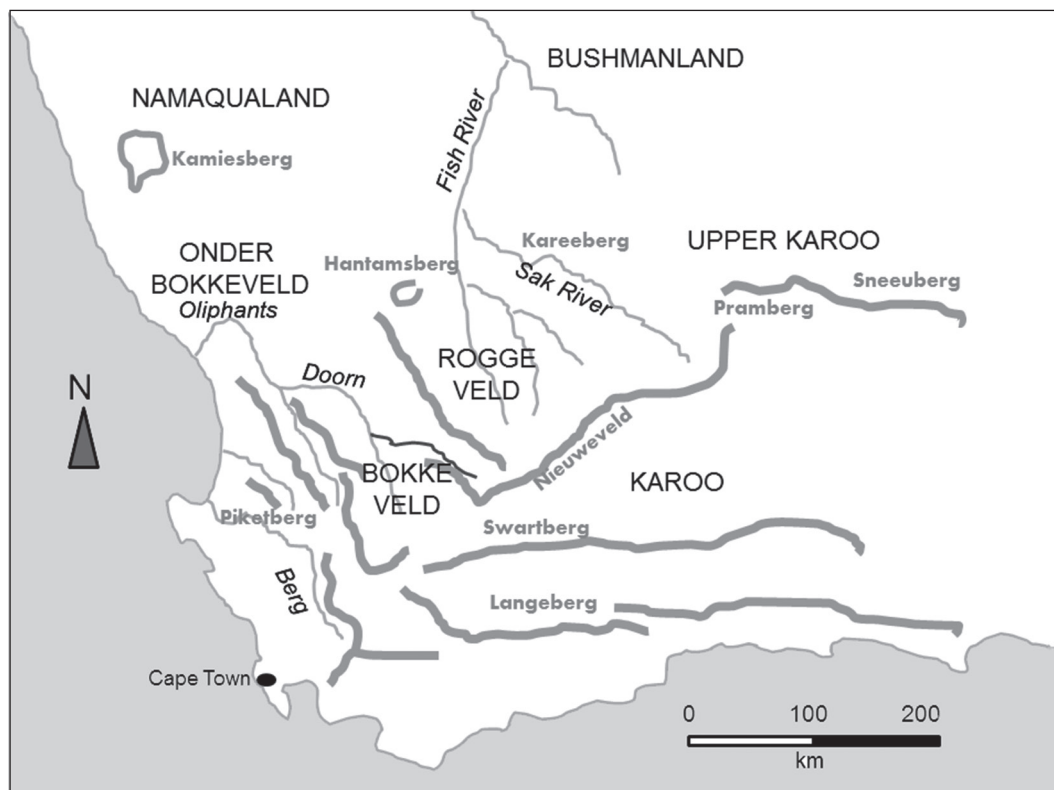 BUSHMANLAND
NAMAQUALAND
Kamiesberg
Fish River
ONDER
BOKKEVELD
Oliphants
Hantamsberg
Kareeberg
Sak River
UPPER KAROO
Sneeuberg
Pramberg
ROGGE
VELD
Doorn
N
Nieuweveld
BOKKE
VELD
KAROO
Piketberg
Swartberg
Berg
Langeberg
Cape Town
0 100 200
km